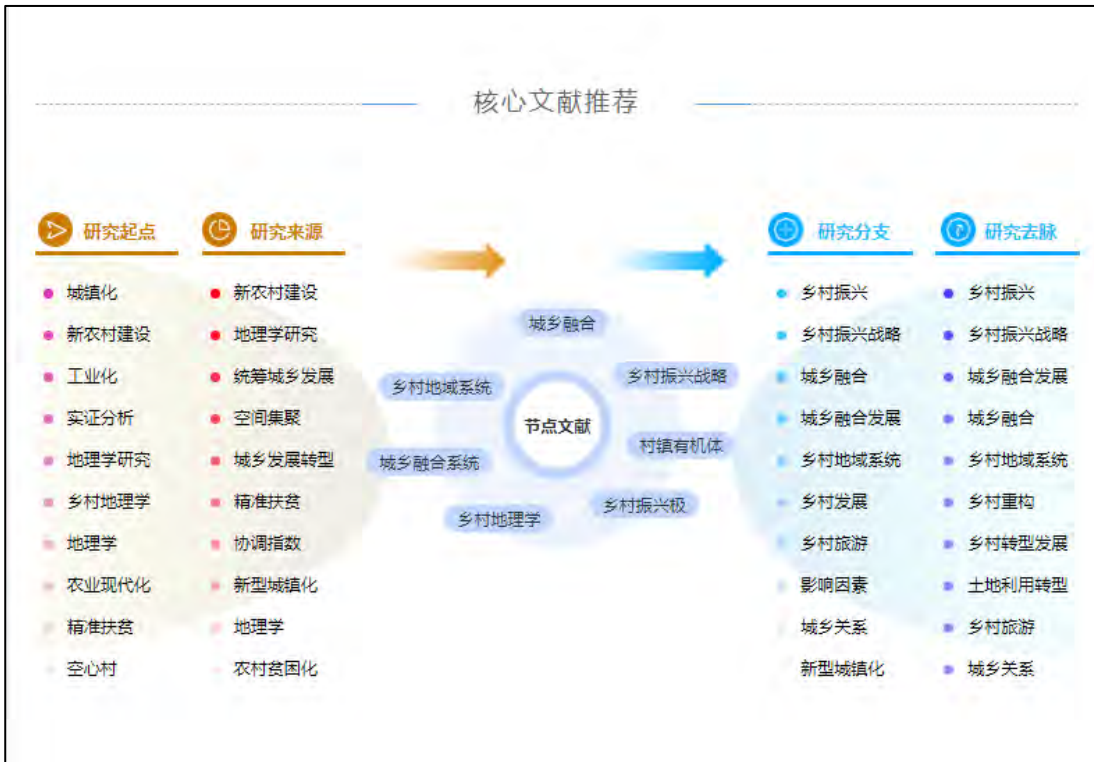 核心文献推荐
研究起点
城镇化
新农村建设
工业化
实证分析
地理学研究
乡村地理学
地理学
农业现代化
精准扶贫
空心村
研究来源
新农村建设
地理学研究
统筹城乡发展
空间集聚
城乡发展转型
精准扶贫
协调指数
新型城镇化
地理学
农村贫困化
城乡融合
乡村地域系统
乡村振兴战略
节点文献
城乡融合系统
村镇有机体
乡村地理学
乡村振兴极
研究分支
乡村振兴
乡村振兴战略
城乡融合
城乡融合发展
乡村地域系统
乡村发展
乡村旅游
影响因素
城乡关系
新型城镇化
研究去脉
乡村振兴
乡村振兴战略
城乡融合发展
城乡融合
乡村地域系统
乡村重构
乡村转型发展
土地利用转型
乡村旅游
城乡关系